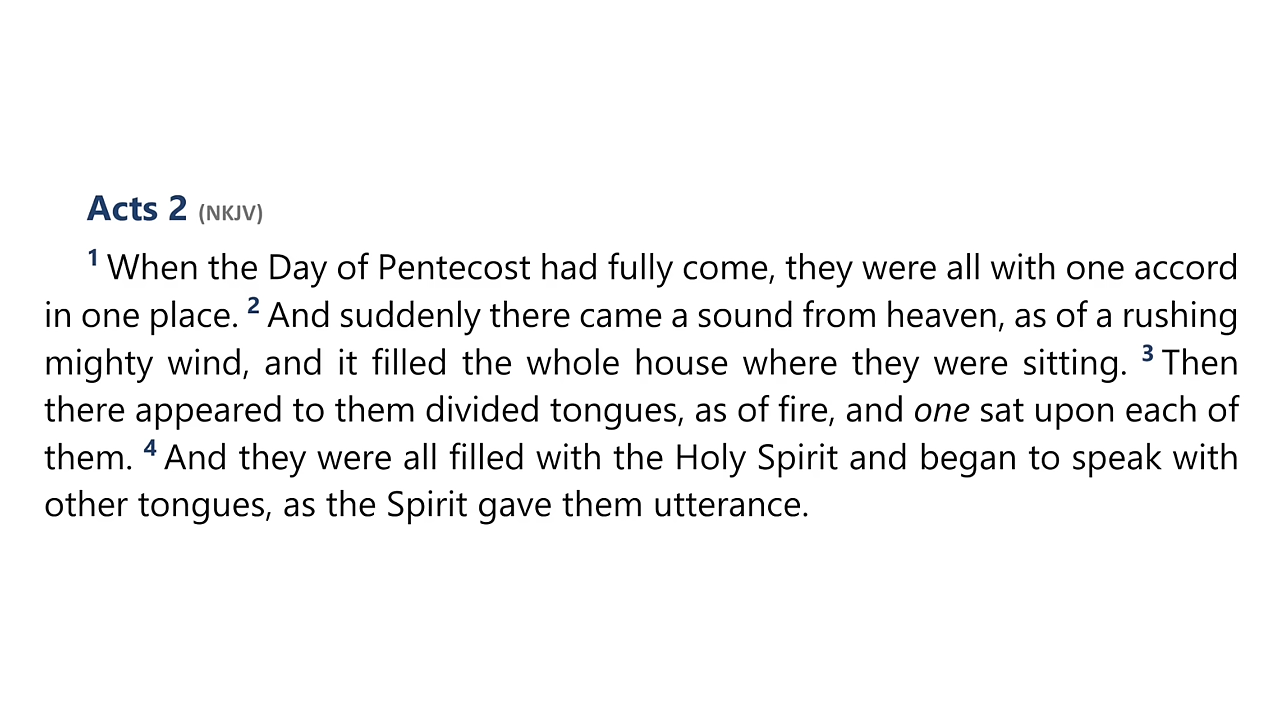 Acts 2 (NKJV)
1 When the Day of Pentecost had fully come, they were all with one accord
in one place. 2 And suddenly there came a sound from heaven, as of a rushing
mighty wind, and it filled the whole house where they were sitting. 3 Then
there appeared to them divided tongues, as of fire, and one sat upon each of
them. 4 And they were all filled with the Holy Spirit and began to speak with
other tongues, as the Spirit gave them utterance.